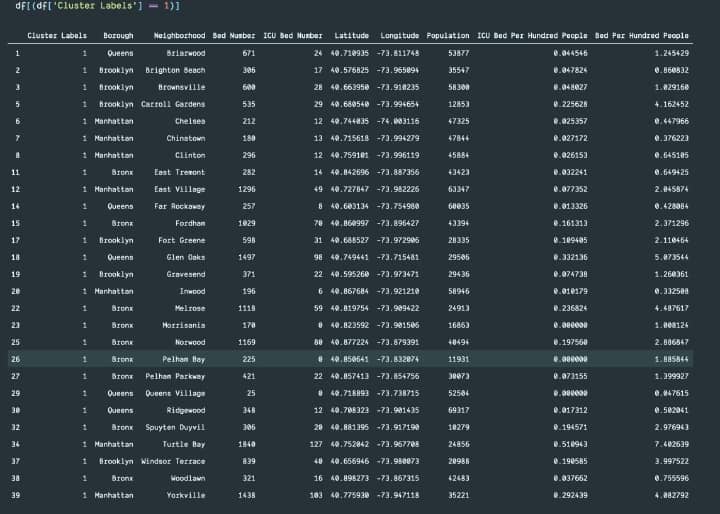 df[(df['Cluster Labels'] == 1)]
Cluster Labels Borough Neighborhood Bed Number ICU Bed Number Latitude Longitude Population ICU Bed Per Hundred People Bed Per Hundred People
1 1 Queens Briarwood 671 24 40.710935 -73.811748 53877 0.044546 1.245429
2 1 Brooklyn Brighton Beach 306 17 40.576825 -73.965094 35547 0.047824 0.860832
3 1 Brooklyn Brownsville 600 28 40.663950 -73.910235 58300 0.048027 1.029160
5 1 Brooklyn Carroll Gardens 535 29 40.680540 -73.994654 12853 0.225628 4.162452
6 1 Manhattan Chelsea 212 12 40.744035 -74.003116 47325 0.025357 0.447966
7 1 Manhattan Chinatown 180 13 40.715618 -73.994279 47844 0.027172 0.376223
8 1 Manhattan Clinton 296 12 40.759101 -73.996119 45884 0.026153 0.645105
11 1 Bronx East Tremont 282 14 40.842696 -73.887356 43423 0.032241 0.649425
12 1 Manhattan East Village 1296 49 40.727847 -73.982226 63347 0.077352 2.045874
14 1 Queens Far Rockaway 257 8 40.603134 -73.754980 60035 0.013326 0.428084
15 1 Bronx Fordham 1029 70 40.860997 -73.896427 43394 0.161313 2.371296
17 1 Brooklyn Fort Greene 598 31 40.688527 -73.972906 28335 0.109405 2.110464
18 1 Queens Glen Oaks 1497 98 40.749441 -73.715481 29506 0.332136 5.073544
19 1 Brooklyn Gravesend 371 22 40.595260 -73.973471 29436 0.074738 1.260361
20 1 Manhattan Inwood 196 6 40.867684 -73.921210 58946 0.010179 0.332508
22 1 Bronx Melrose 1118 59 40.819754 -73.909422 24913 0.236824 4.487617
23 1 Bronx Morrisania 170 0 40.823592 -73.901506 16863 0.000000 1.008124
25 1 Bronx Norwood 1169 80 40.877224 -73.879391 40494 0.197560 2.886847
26 1 Bronx Pelham Bay 225 0 40.850641 -73.832074 11931 0.000000 1.885844
27 1 Bronx Pelham Parkway 421 22 40.857413 -73.854756 30073 0.073155 1.399927
29 1 Queens Queens Village 25 0 40.718893 -73.738715 52504 0.000000 0.047615
30 1 Queens Ridgewood 348 12 40.708323 -73.901435 69317 0.017312 0.502041
32 1 Bronx Spuyten Duyvil 306 20 40.881395 -73.917190 10279 0.194571 2.976943
34 1 Manhattan Turtle Bay 1840 127 40.752042 -73.967708 24856 0.510943 7.402639
37 1 Brooklyn Windsor Terrace 839 40 40.656946 -73.980073 20988 0.190585 3.997522
38 1 Bronx Woodlawn 321 16 40.898273 -73.867315 42483 0.037662 0.755596
39 1 Manhattan Yorkville 1438 103 40.775930 -73.947118 35221 0.292439 4.082792